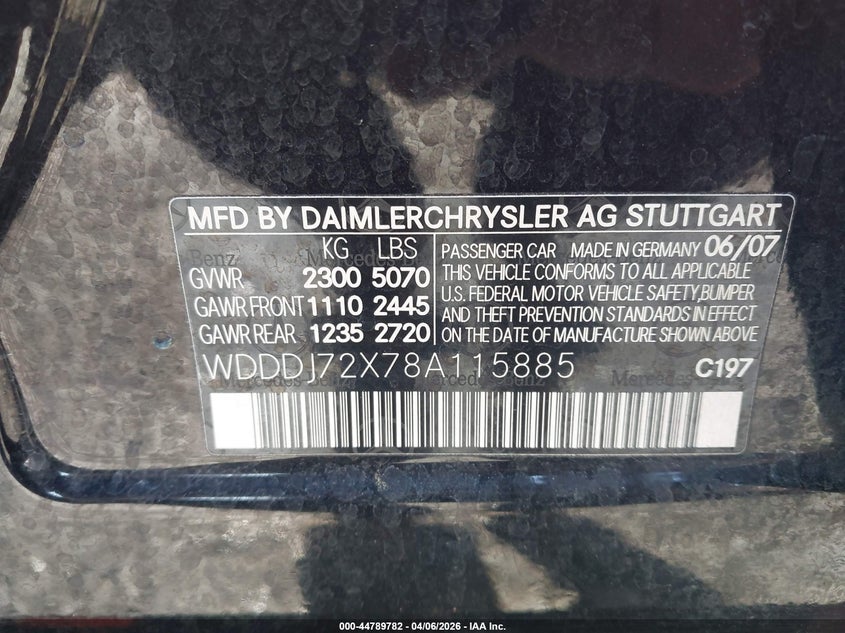 MFD BY DAIMLERCHRYSLER AG STUTTGART
KG LBS
GVWR 2300 5070
GAWR FRONT 1110 2445
GAWR REAR 1235 2720
PASSENGER CAR MADE IN GERMANY 06/07
THIS VEHICLE CONFORMS TO ALL APPLICABLE
U.S. FEDERAL MOTOR VEHICLE SAFETY,BUMPER
AND THEFT PREVENTION STANDARDS IN EFFECT
ON THE DATE OF MANUFACTURE SHOWN ABOVE
WDDDJ72X78A115885 C197
000-44789782 - 04/06/2026 - IAA Inc.